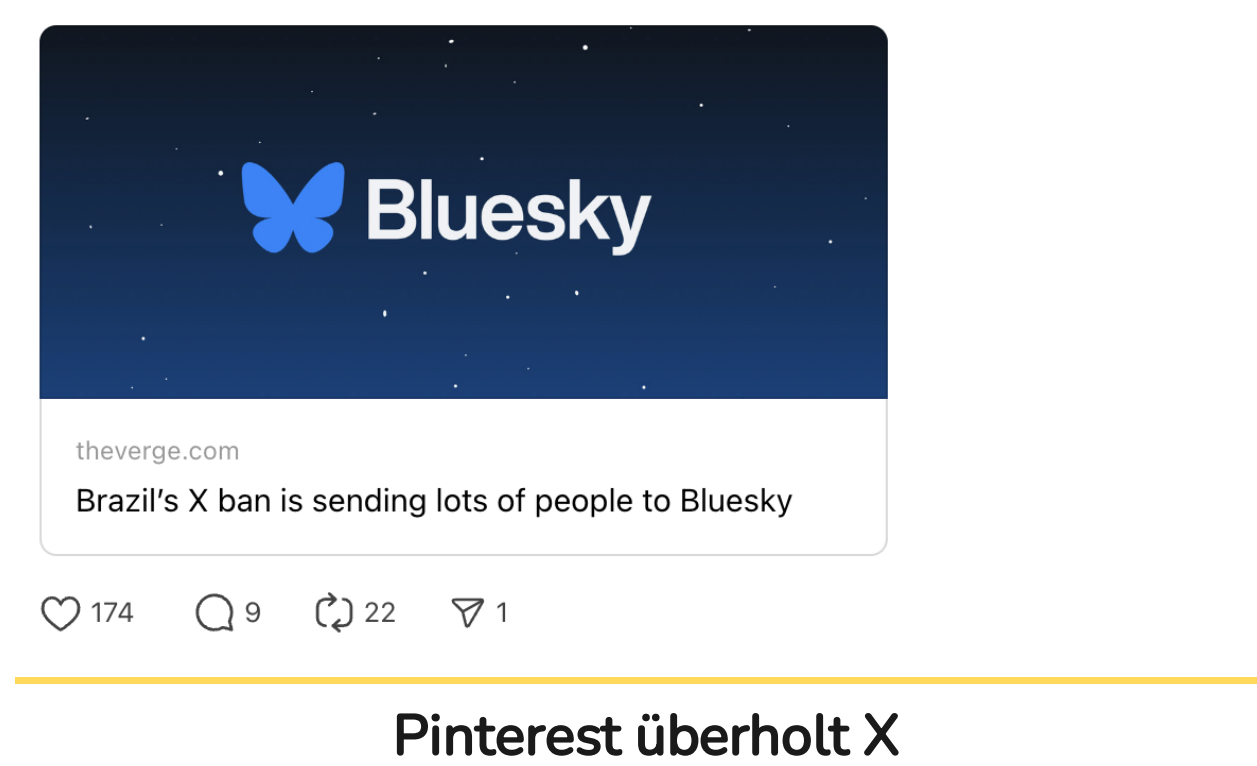 Bluesky
theverge.com
Brazil’s X ban is sending lots of people to Bluesky
174 9 22 1
Pinterest überholt X